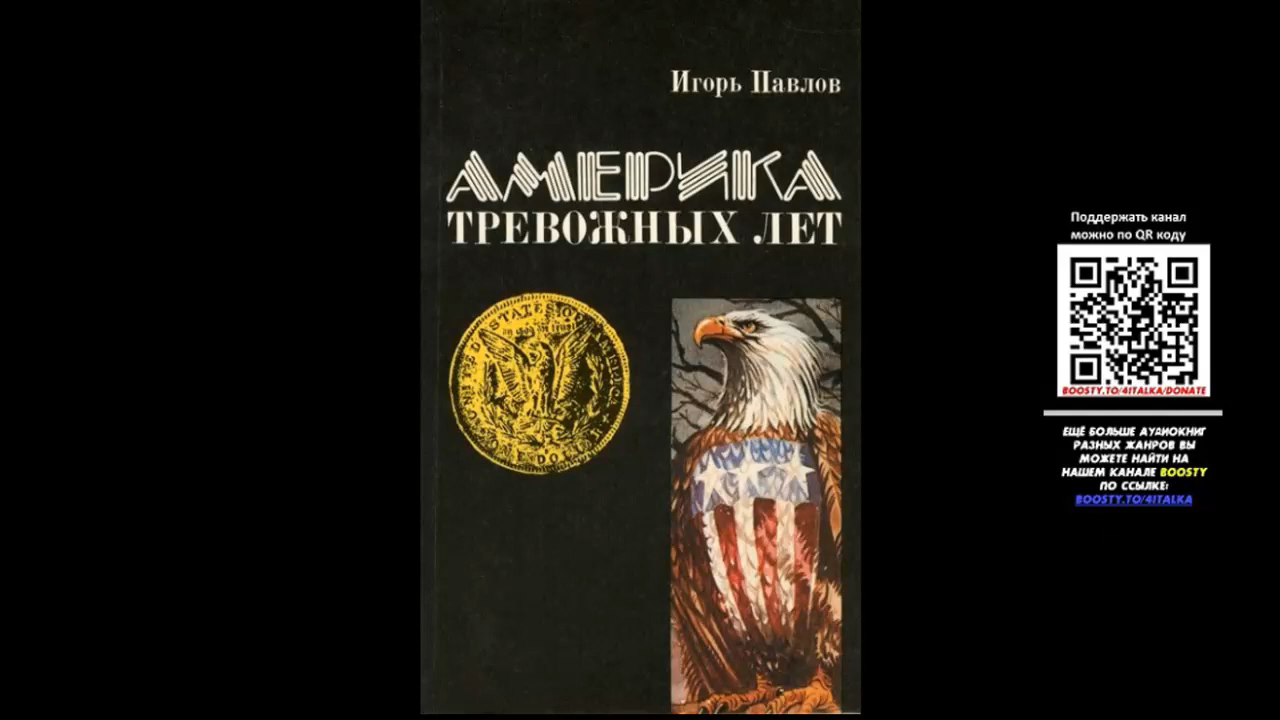 Игорь Павлов
АМЕРИКА
ТРЕВОЖНЫХ ЛЕТ
Поддержать канал
можно по QR коду
BOOSTY.TO/4ITALKA/DONATE
ЕЩЁ БОЛЬШЕ АУДИОКНИГ
РАЗНЫХ ЖАНРОВ ВЫ
МОЖЕТЕ НАЙТИ НА
НАШЕМ КАНАЛЕ BOOSTY
ПО ССЫЛКЕ:
BOOSTY.TO/4ITALKA